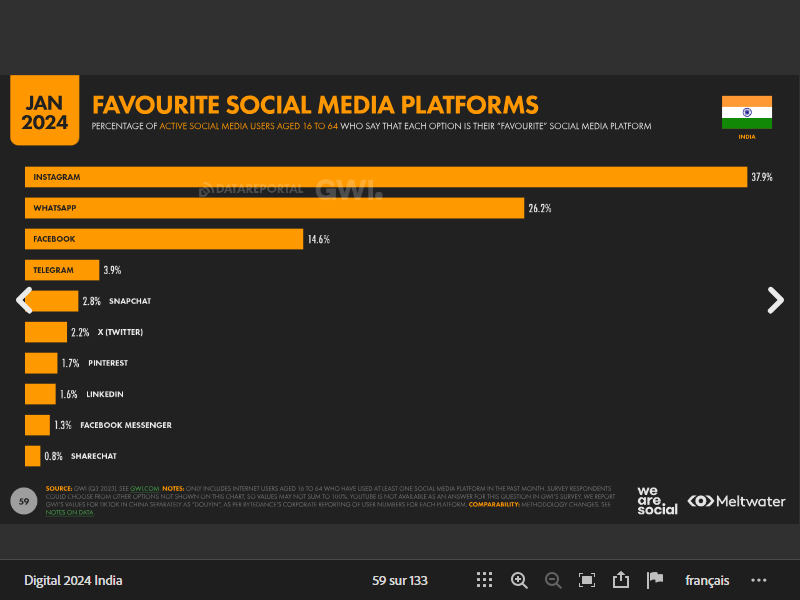 JAN
2024
FAVOURITE SOCIAL MEDIA PLATFORMS
PERCENTAGE OF ACTIVE SOCIAL MEDIA USERS AGED 16 TO 64 WHO SAY THAT EACH OPTION IS THEIR "FAVOURITE" SOCIAL MEDIA PLATFORM
INDIA
INSTAGRAM 37.9%
DATAREPORTAL GWI.
WHATSAPP 26.2%
FACEBOOK 14.6%
TELEGRAM 3.9%
2.8% SNAPCHAT
2.2% X (TWITTER)
1.7% PINTEREST
1.6% LINKEDIN
1.3% FACEBOOK MESSENGER
0.8% SHARECHAT
59
SOURCE: GWI (Q3 2023). SEE GWI.COM. NOTES: ONLY INCLUDES INTERNET USERS AGED 16 TO 64 WHO HAVE USED AT LEAST ONE SOCIAL MEDIA PLATFORM IN THE PAST MONTH. SURVEY RESPONDENTS
COULD CHOOSE FROM OTHER OPTIONS NOT SHOWN ON THIS CHART, SO VALUES MAY NOT SUM TO 100%. YOUTUBE IS NOT AVAILABLE AS AN ANSWER FOR THIS QUESTION IN GWI'S SURVEY. WE REPORT
GWI'S VALUES FOR TIKTOK IN CHINA SEPARATELY AS "DOUYIN", AS PER BYTEDANCE'S CORPORATE REPORTING OF USER NUMBERS FOR EACH PLATFORM. COMPARABILITY: METHODOLOGY CHANGES. SEE
NOTES ON DATA.
we
are.
social
Meltwater
Digital 2024 India
59 sur 133
français